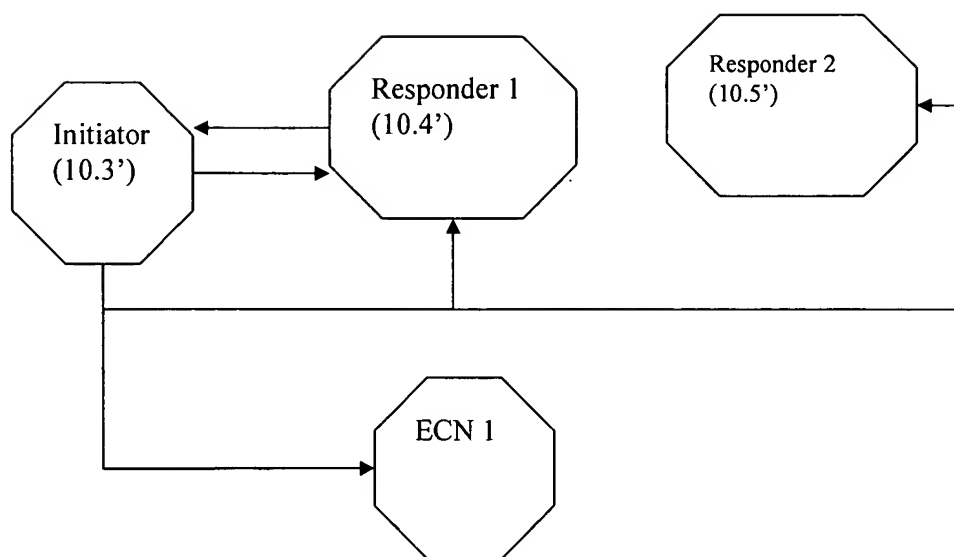 Initiator
(10.3’)
Responder 1
(10.4’)
Responder 2
(10.5’)
ECN 1